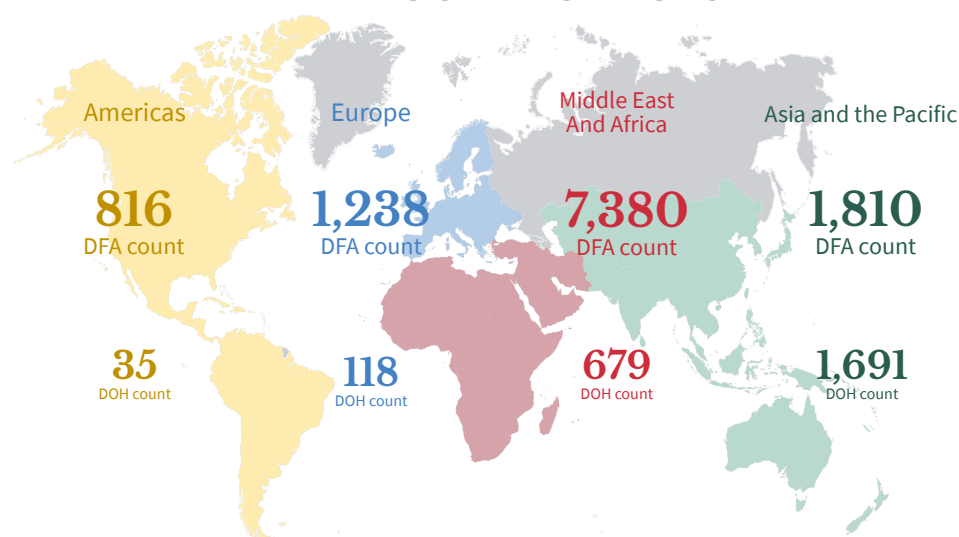 Americas
816
DFA count
35
DOH count
Europe
1,238
DFA count
118
DOH count
Middle East
And Africa
7,380
DFA count
679
DOH count
Asia and the Pacific
1,810
DFA count
1,691
DOH count